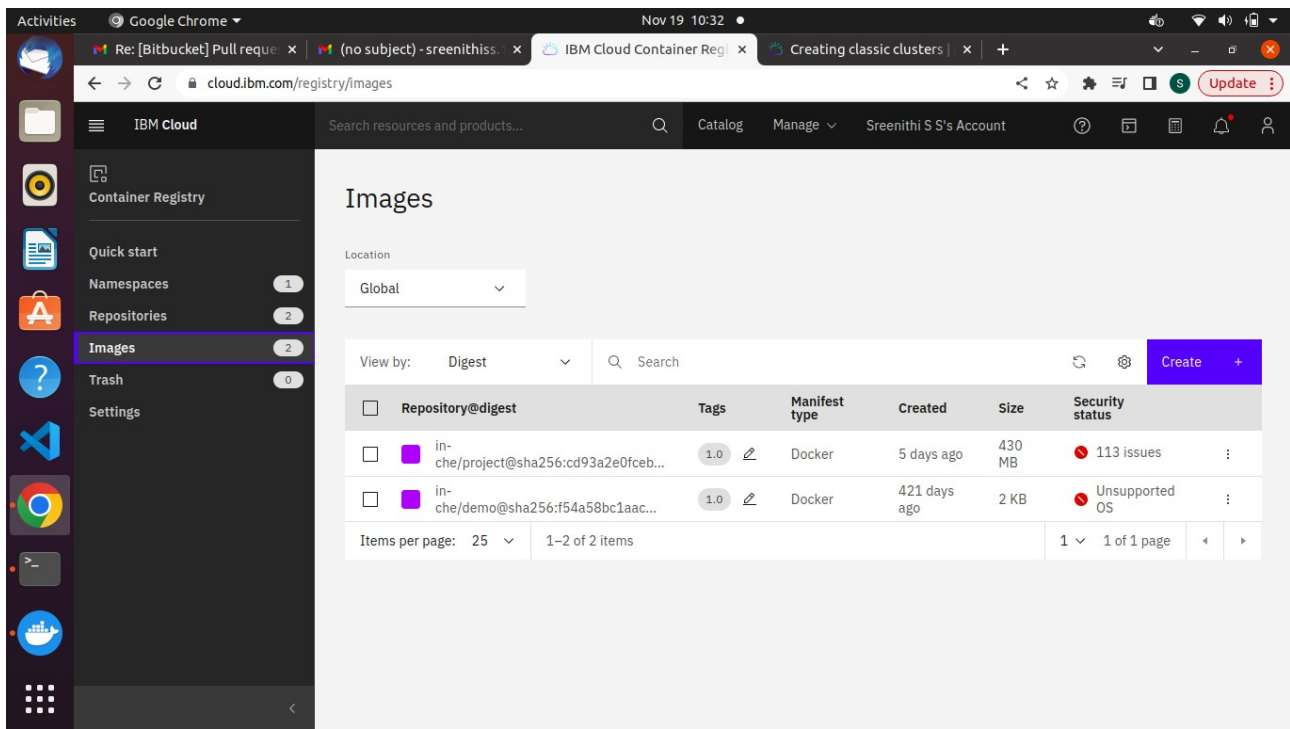 Activities Google Chrome Nov 19 10:32
Re: [Bitbucket] Pull reque (no subject) - sreenithiss. IBM Cloud Container Regi Creating classic clusters |
cloud.ibm.com/registry/images Update
IBM Cloud Search resources and products... Catalog Manage Sreenithi S S's Account
Container Registry
Quick start
Namespaces 1
Repositories 2
Images 2
Trash 0
Settings
Images
Location
Global
View by: Digest Search Create +
Repository@digest Tags Manifest type Created Size Security status
in-
che/project@sha256:cd93a2e0fceb... 1.0 Docker 5 days ago 430 MB 113 issues
in-
che/demo@sha256:f54a58bc1aac... 1.0 Docker 421 days ago 2 KB Unsupported OS
Items per page: 25 1–2 of 2 items 1 1 of 1 page